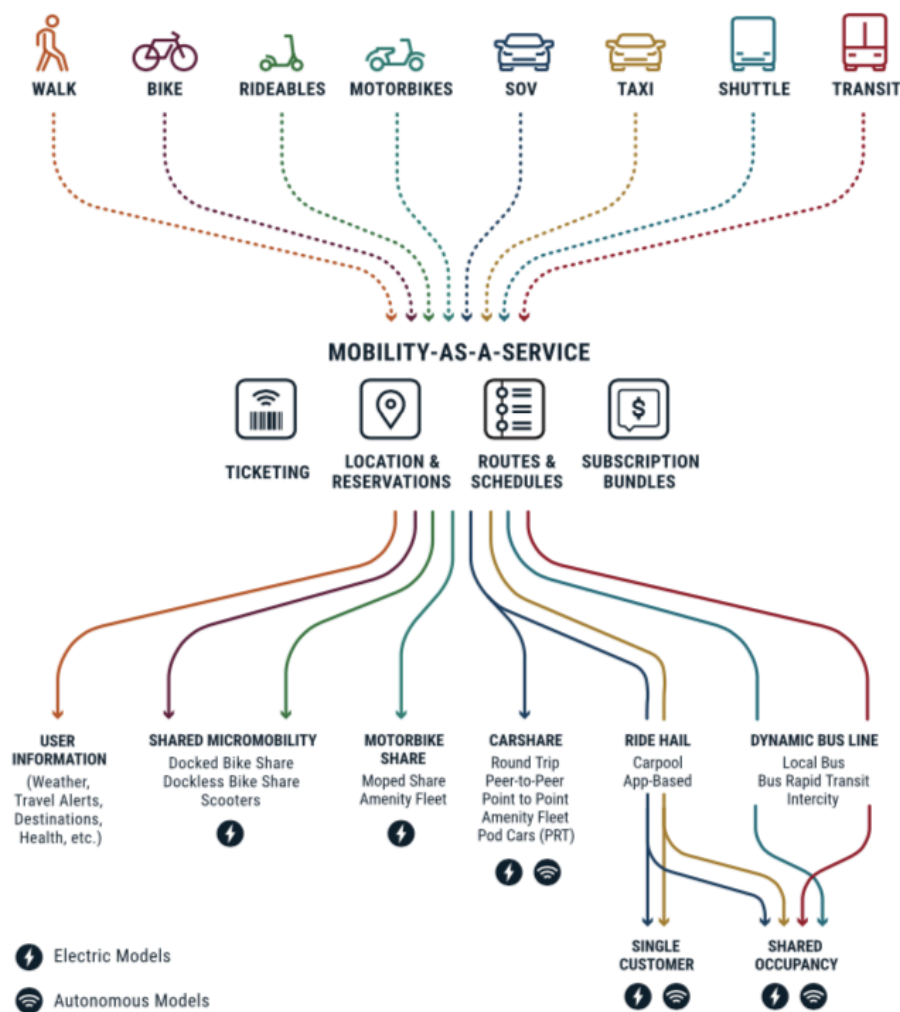 WALK
BIKE
RIDEABLES
MOTORBIKES
SOV
TAXI
SHUTTLE
TRANSIT
MOBILITY-AS-A-SERVICE
$
TICKETING
LOCATION &
RESERVATIONS
ROUTES &
SCHEDULES
SUBSCRIPTION
BUNDLES
USER
INFORMATION
(Weather,
Travel Alerts,
Destinations,
Health, etc.)
SHARED MICROMOBILITY
Docked Bike Share
Dockless Bike Share
Scooters
MOTORBIKE
SHARE
Moped Share
Amenity Fleet
CARSHARE
Round Trip
Peer-to-Peer
Point to Point
Amenity Fleet
Pod Cars (PRT)
RIDE HAIL
Carpool
App-Based
DYNAMIC BUS LINE
Local Bus
Bus Rapid Transit
Intercity
SINGLE
CUSTOMER
SHARED
OCCUPANCY
Electric Models
Autonomous Models